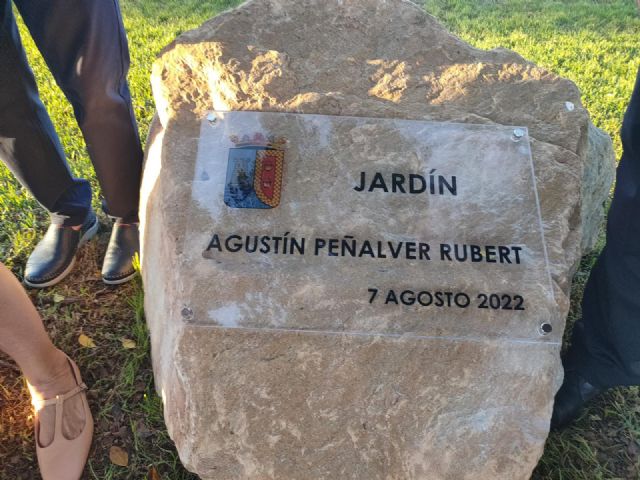 JARDÍN
AGUSTÍN PEÑALVER RUBERT
7 AGOSTO 2022